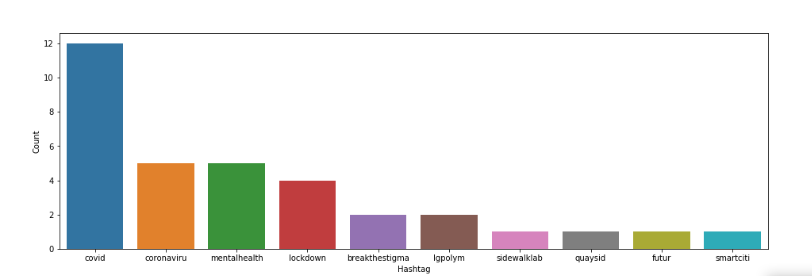 12
10
8
6
4
2
0
Count
covid coronaviru mentalhealth lockdown breakthestigma lgpolym sidewalklab quaysid futur smartciti
Hashtag